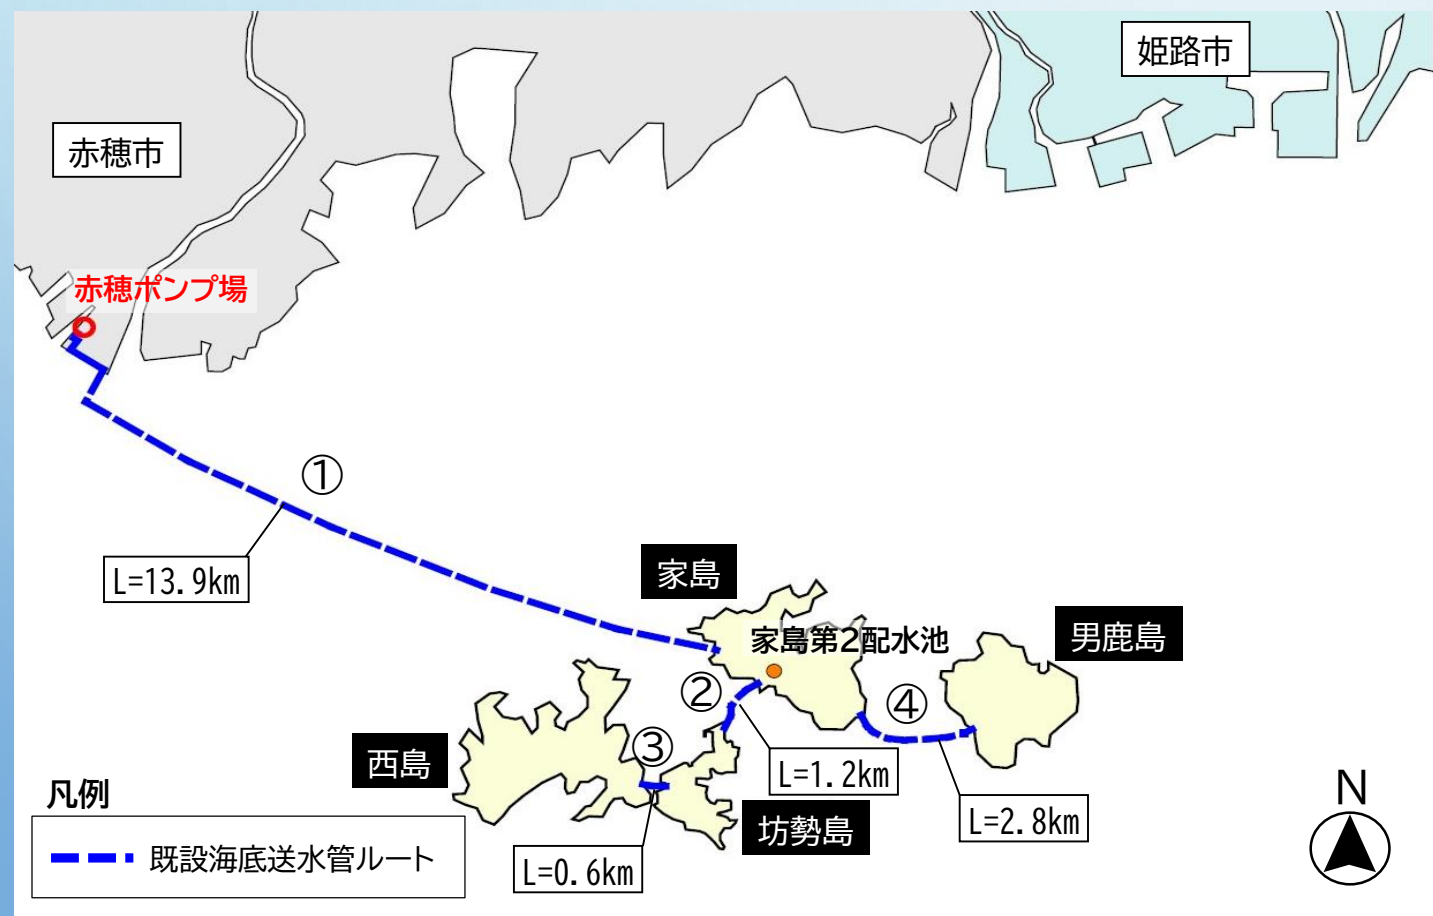 姫路市
赤穂市
赤穂ポンプ場
①
L=13.9km
家島
家島第2配水池
男鹿島
②
④
③
西島
L=1.2km
凡例
坊勢島
L=2.8km
既設海底送水管ルート
L=0.6km
N